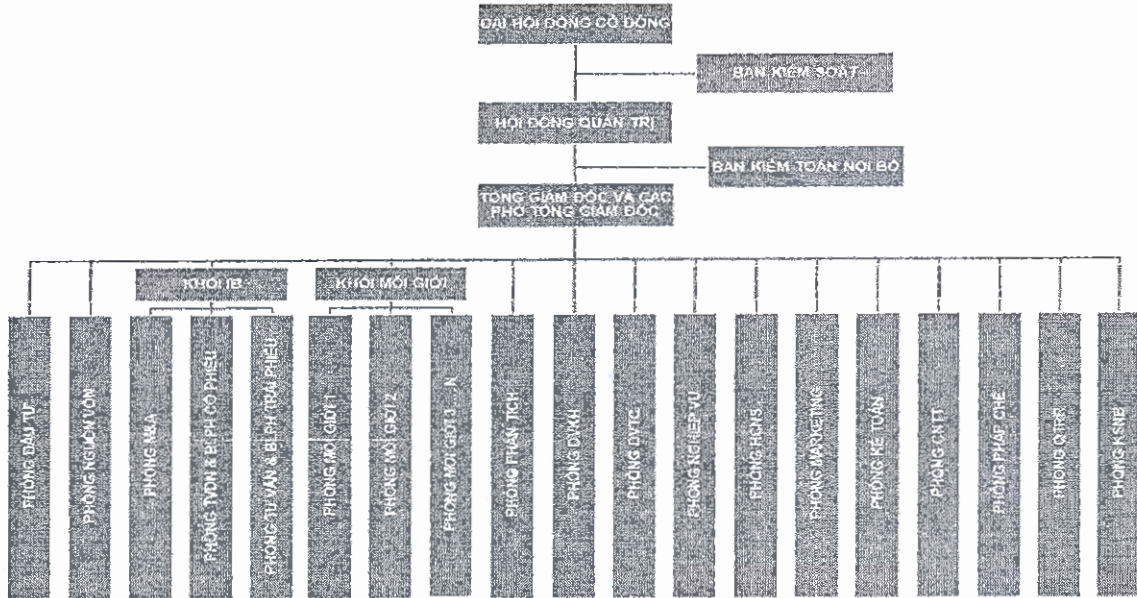 ĐẠI HỘI ĐỒNG CỔ ĐÔNG
BAN KIỂM SOÁT
HỘI ĐỒNG QUẢN TRỊ
BAN KIỂM TOÁN NỘI BỘ
TỔNG GIÁM ĐỐC VÀ CÁC
PHÓ TỔNG GIÁM ĐỐC
KHỐI IB
KHỐI MÔI GIỚI
PHÒNG ĐẦU TƯ
PHÒNG NGUỒN VỐN
PHÒNG M&A
PHÒNG TVDN & BLPH CỔ PHIẾU
PHÒNG TƯ VẤN & BLPH TRÁI PHIẾU
PHÒNG MÔI GIỚI 1
PHÒNG MÔI GIỚI 2
PHÒNG MÔI GIỚI 3 ... N
PHÒNG PHÂN TÍCH
PHÒNG DVKH
PHÒNG DVTC
PHÒNG NGHIỆP VỤ
PHÒNG HCNS
PHÒNG MARKETING
PHÒNG KẾ TOÁN
PHÒNG CNTT
PHÒNG PHÁP CHẾ
PHÒNG QTRR
PHÒNG KSNB